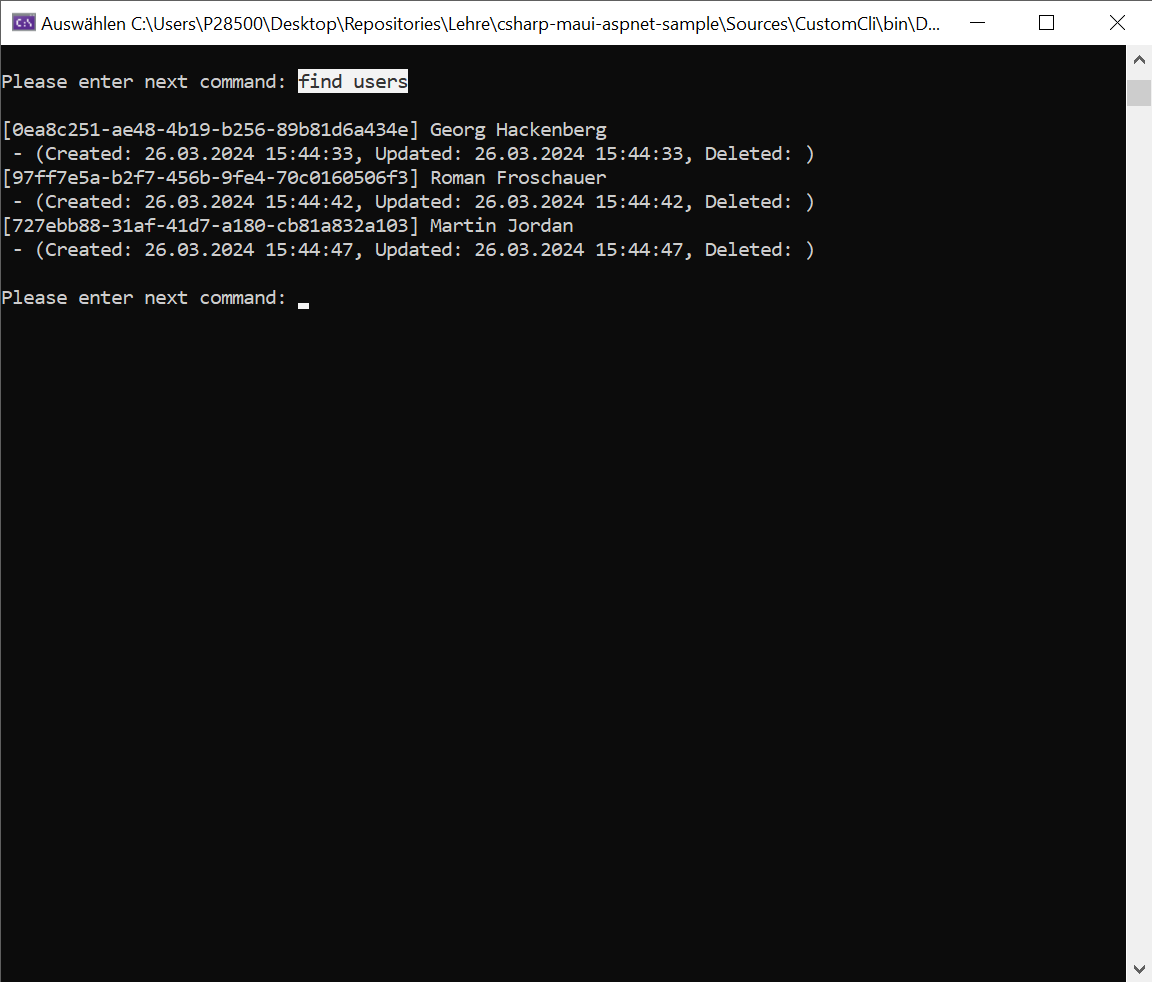 Auswählen C:\Users\P28500\Desktop\Repositories\Lehre\csharp-maui-aspnet-sample\Sources\CustomCli\bin\D...
Please enter next command: find users
[0ea8c251-ae48-4b19-b256-89b81d6a434e] Georg Hackenberg
- (Created: 26.03.2024 15:44:33, Updated: 26.03.2024 15:44:33, Deleted: )
[97ff7e5a-b2f7-456b-9fe4-70c0160506f3] Roman Froschauer
- (Created: 26.03.2024 15:44:42, Updated: 26.03.2024 15:44:42, Deleted: )
[727ebb88-31af-41d7-a180-cb81a832a103] Martin Jordan
- (Created: 26.03.2024 15:44:47, Updated: 26.03.2024 15:44:47, Deleted: )
Please enter next command: